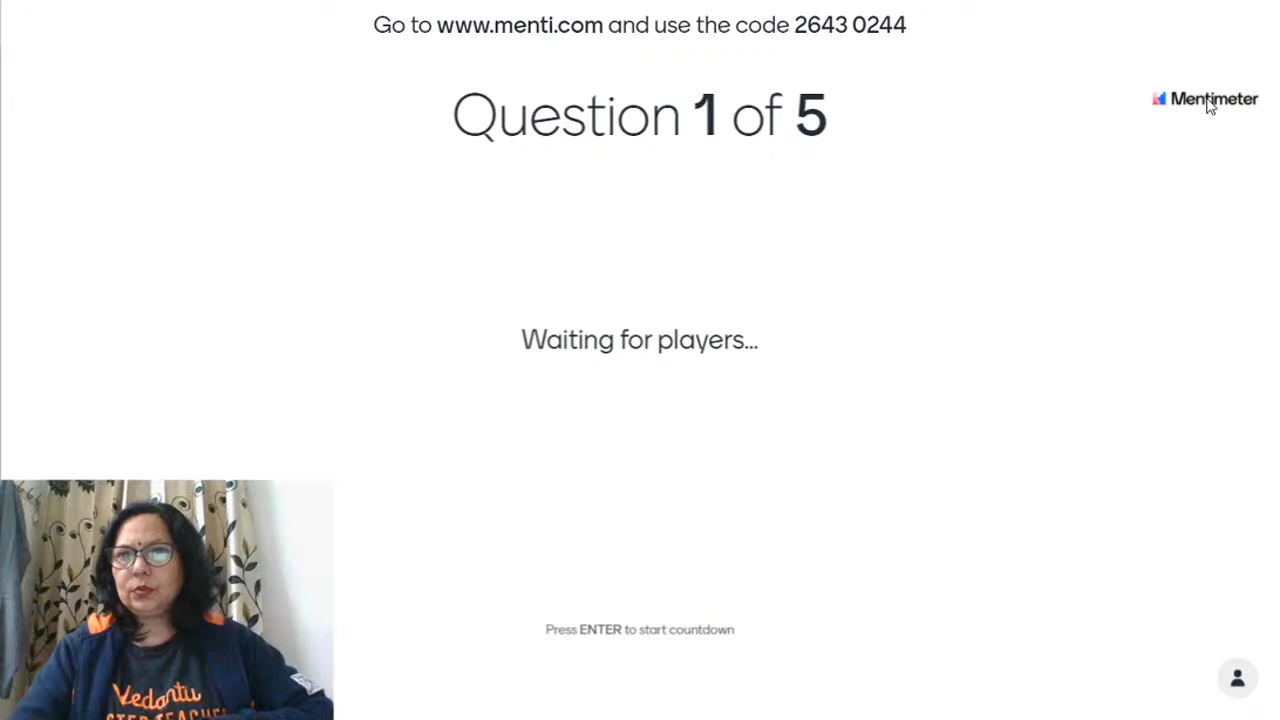 Go to www.menti.com and use the code 2643 0244
Mentimeter
Question 1 of 5
Waiting for players...
Press ENTER to start countdown
Vedantu